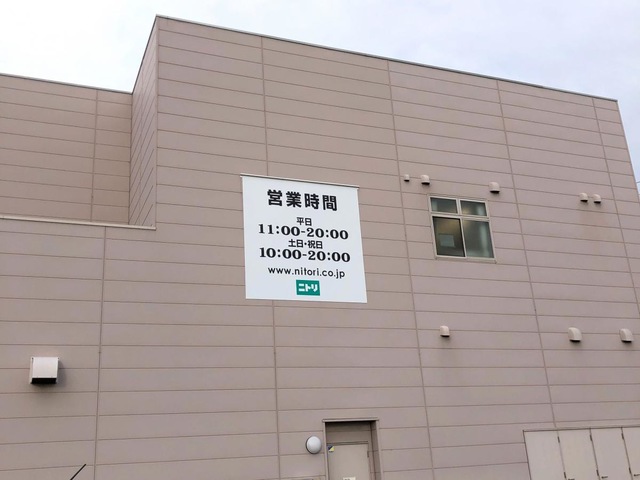 営業時間
平日
11:00-20:00
土日・祝日
10:00-20:00
www.nitori.co.jp
ニトリ